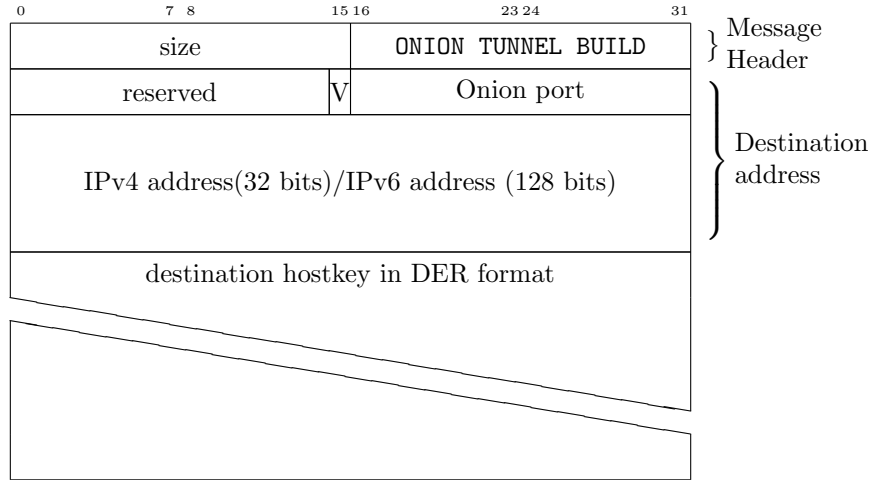 0 7 8 15 16 23 24 31
size ONION TUNNEL BUILD } Message Header
reserved V Onion port
IPv4 address(32 bits)/IPv6 address (128 bits) } Destination address
destination hostkey in DER format